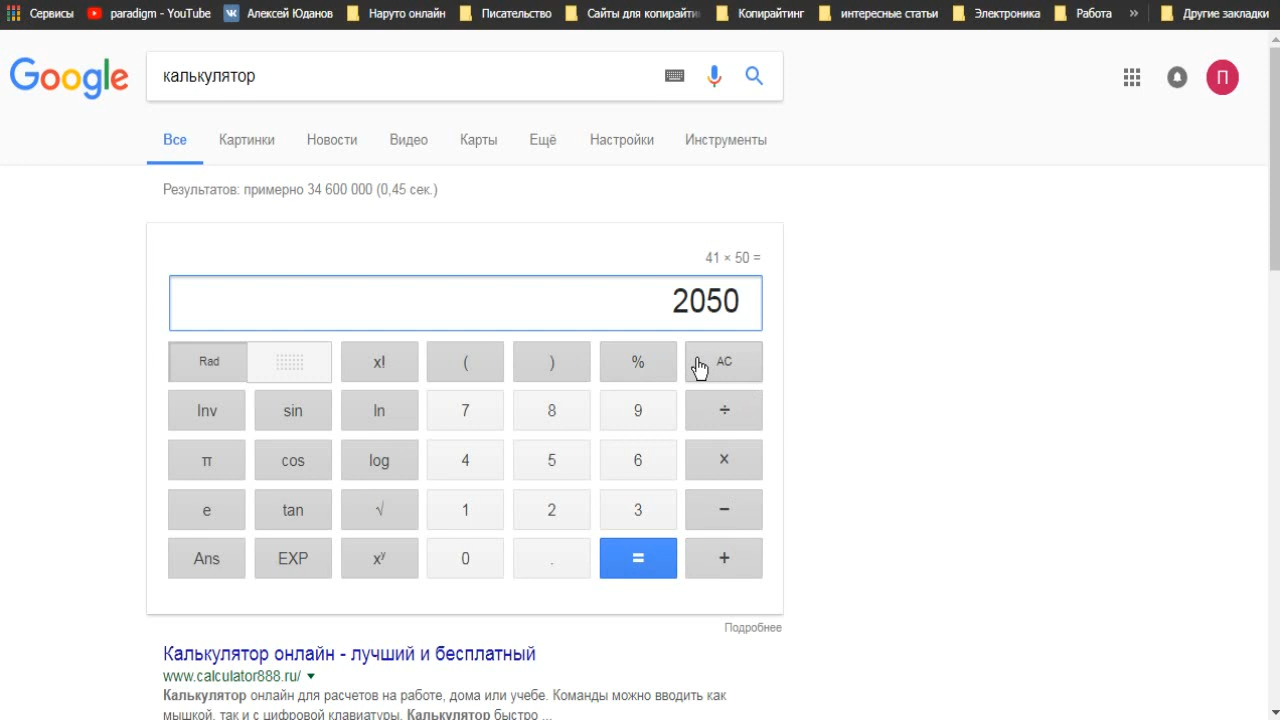 Сервисы paradigm - YouTube Алексей Юданов Наруто онлайн Писательство Сайты для копирайти Копирайтинг интересные статьи Электроника Работа » Другие закладки
Google калькулятор П
Все Картинки Новости Видео Карты Ещё Настройки Инструменты
Результатов: примерно 34 600 000 (0,45 сек.)
41 × 50 =
2050
Rad x! ( ) % AC
Inv sin ln 7 8 9 ÷
π cos log 4 5 6 ×
e tan √ 1 2 3 −
Ans EXP xʸ 0 . = +
Подробнее
Калькулятор онлайн - лучший и бесплатный
www.calculator888.ru/
Калькулятор онлайн для расчетов на работе, дома или учебе. Команды можно вводить как
мышкой, так и с цифровой клавиатуры. Калькулятор быстро ...